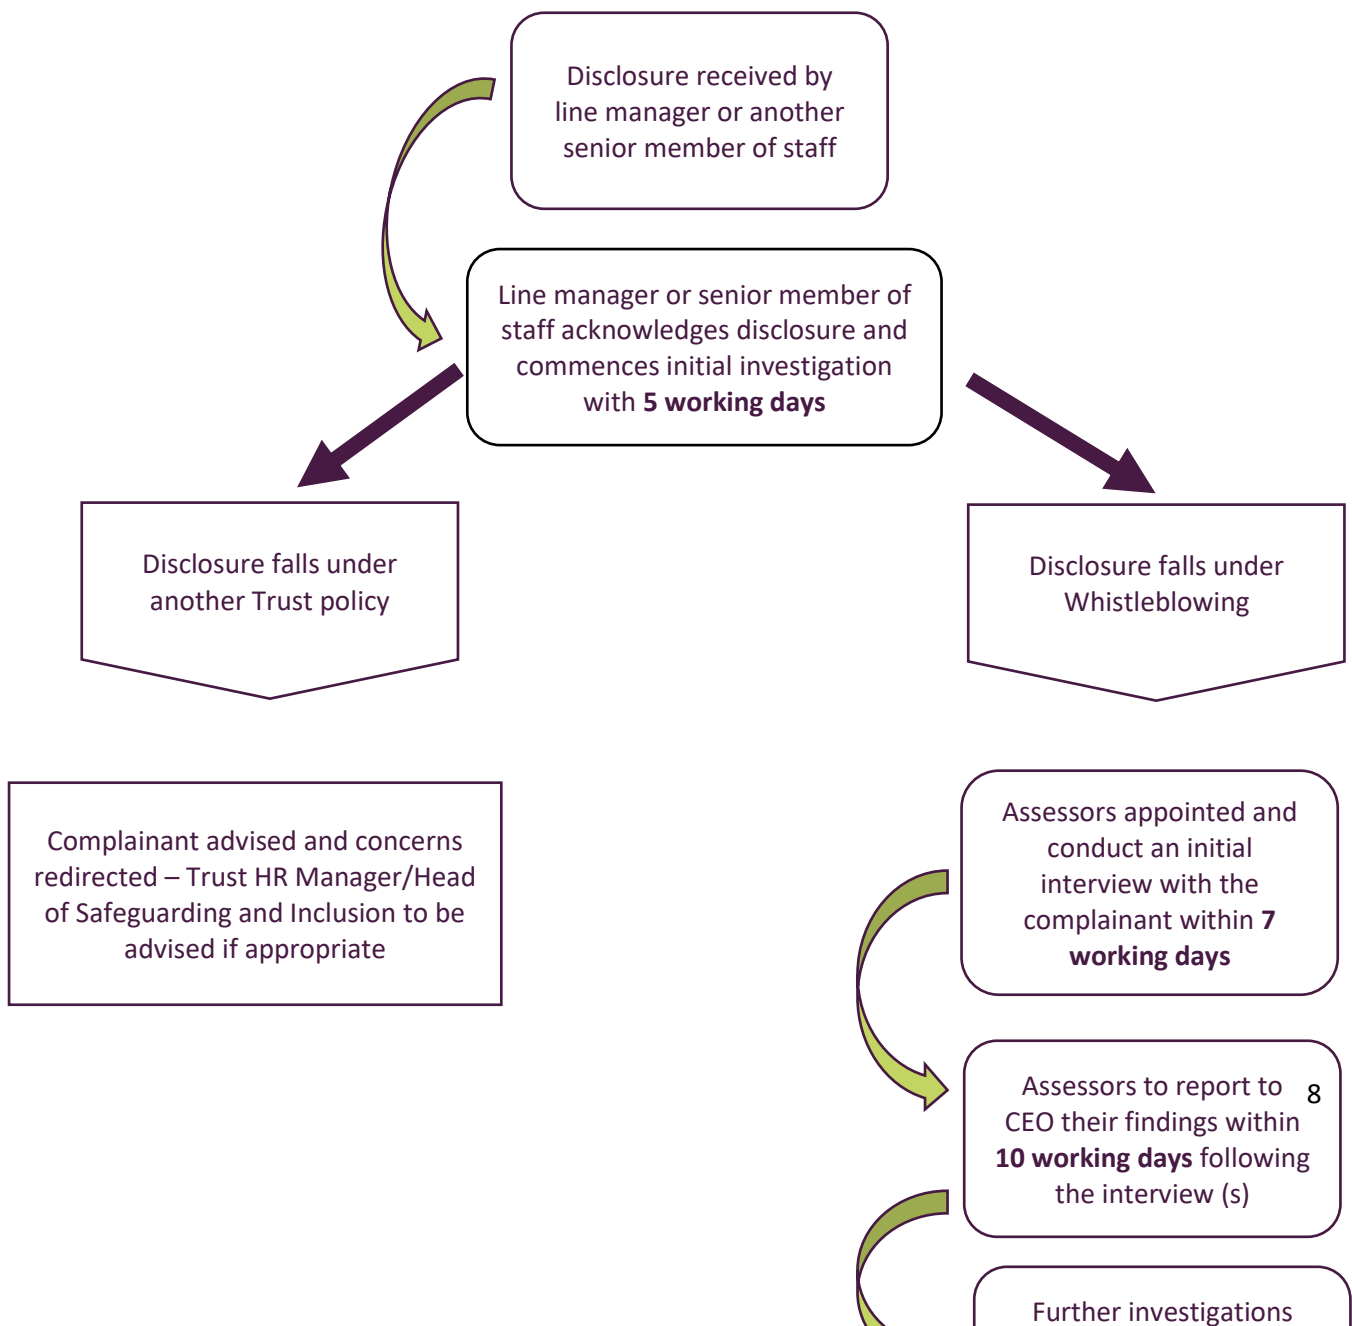 Disclosure received by
line manager or another
senior member of staff
Line manager or senior member of
staff acknowledges disclosure and
commences initial investigation
with 5 working days
Disclosure falls under
another Trust policy
Disclosure falls under
Whistleblowing
Complainant advised and concerns
redirected – Trust HR Manager/Head
of Safeguarding and Inclusion to be
advised if appropriate
Assessors appointed and
conduct an initial
interview with the
complainant within 7
working days
Assessors to report to
CEO their findings within
10 working days following
the interview (s)
8
Further investigations